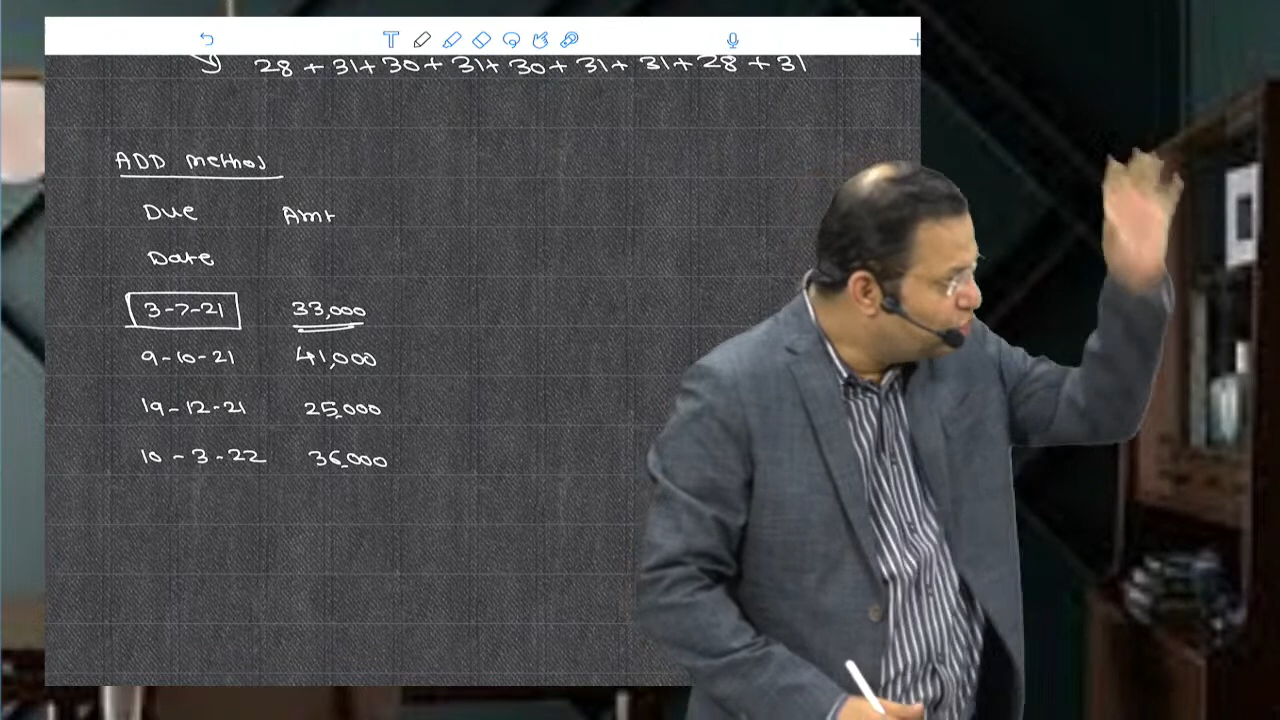 28 + 31 + 30 + 31 + 30 + 31 + 31 + 28 + 31
ADD method
Due Amt
Date
3-7-21 33,000
9-10-21 41,000
19-12-21 25,000
10-3-22 36,000